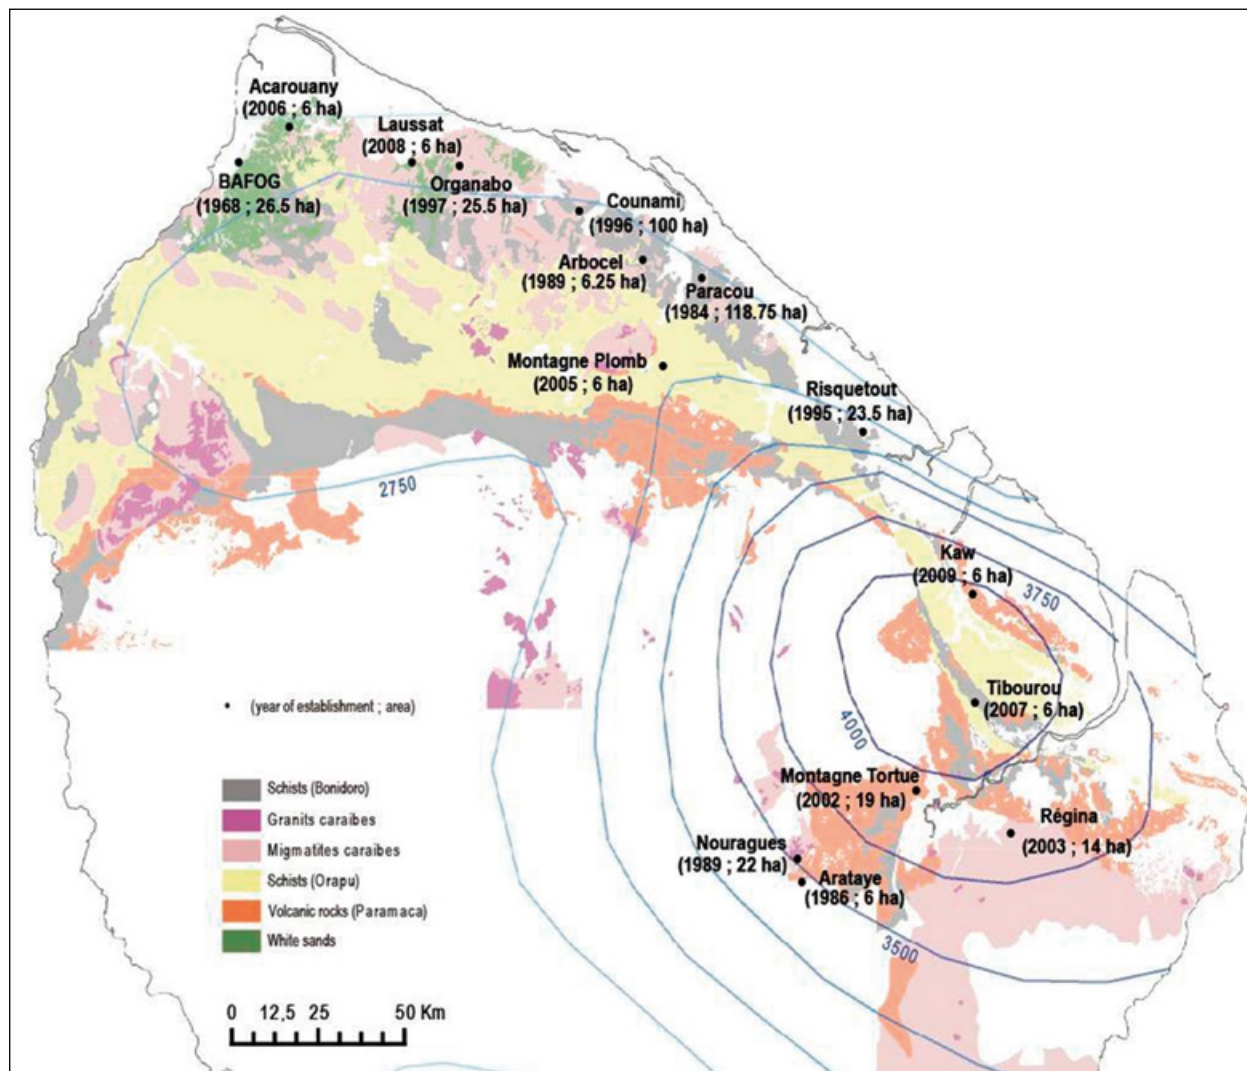 Acarouany
(2006 ; 6 ha)
Laussat
(2008 ; 6 ha)
BAFOG
(1968 ; 26.5 ha)
Organabo
(1997 ; 25.5 ha)
Counami
(1996 ; 100 ha)
Arbocel
(1989 ; 6.25 ha)
Paracou
(1984 ; 118.75 ha)
Montagne Plomb
(2005 ; 6 ha)
Risquetout
(1995 ; 23.5 ha)
2750
Kaw
(2009 ; 6 ha)
3750
Tibourou
(2007 ; 6 ha)
4000
Montagne Tortue
(2002 ; 19 ha)
Régina
(2003 ; 14 ha)
Nouragues
(1989 ; 22 ha)
Arataye
(1986 ; 6 ha)
3500
(year of establishment ; area)
Schists (Bonidoro)
Granits caraibes
Migmatites caraibes
Schists (Orapu)
Volcanic rocks (Paramaca)
White sands
0 12,5 25 50 Km